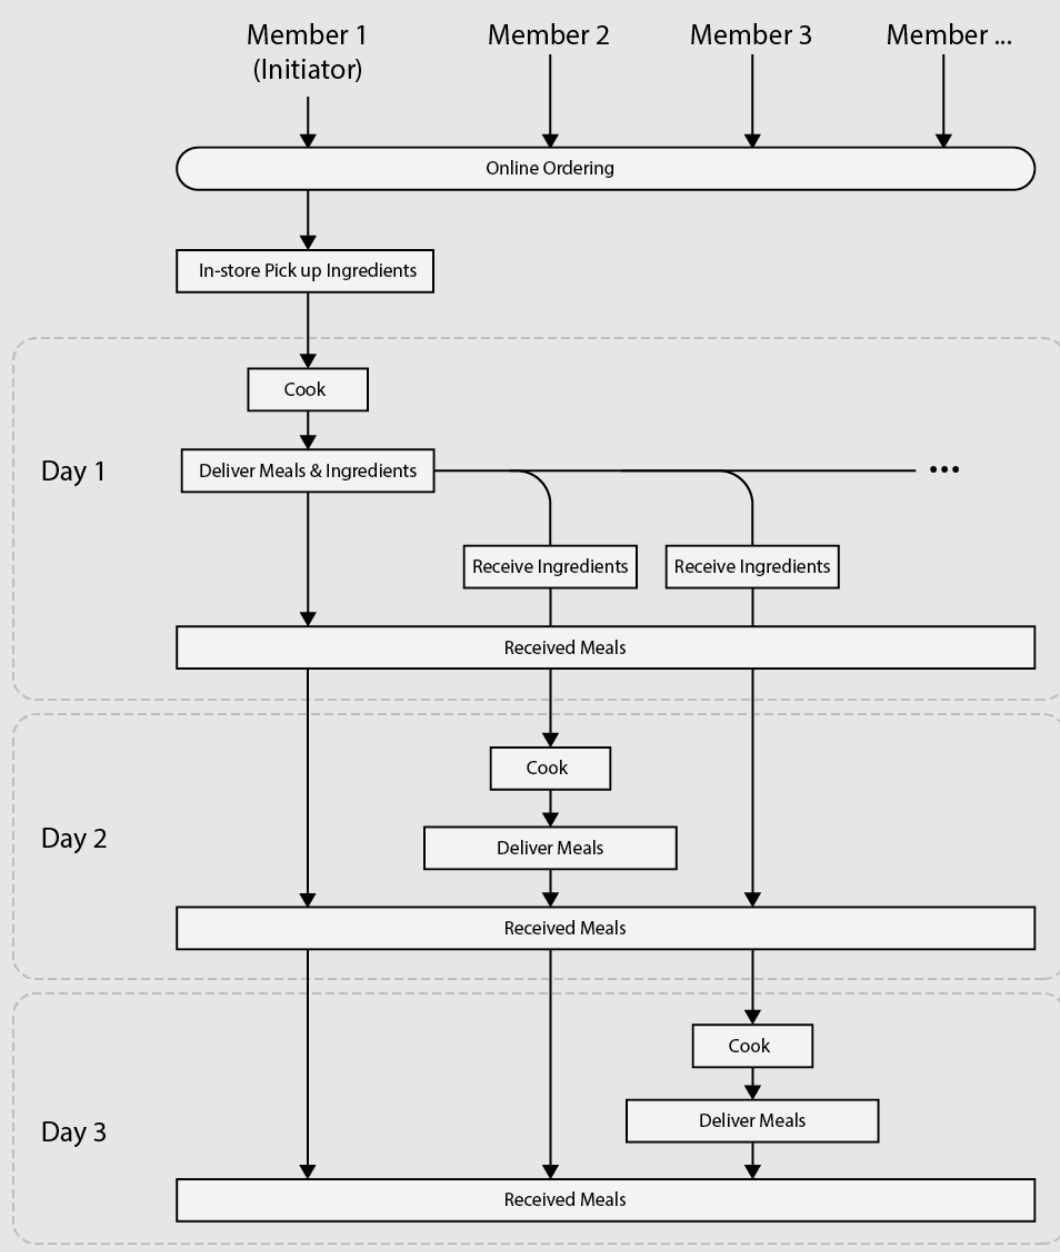 Member 1
(Initiator)
Member 2
Member 3
Member ...
Online Ordering
In-store Pick up Ingredients
Day 1
Cook
Deliver Meals & Ingredients
•••
Receive Ingredients
Receive Ingredients
Received Meals
Day 2
Cook
Deliver Meals
Received Meals
Day 3
Cook
Deliver Meals
Received Meals